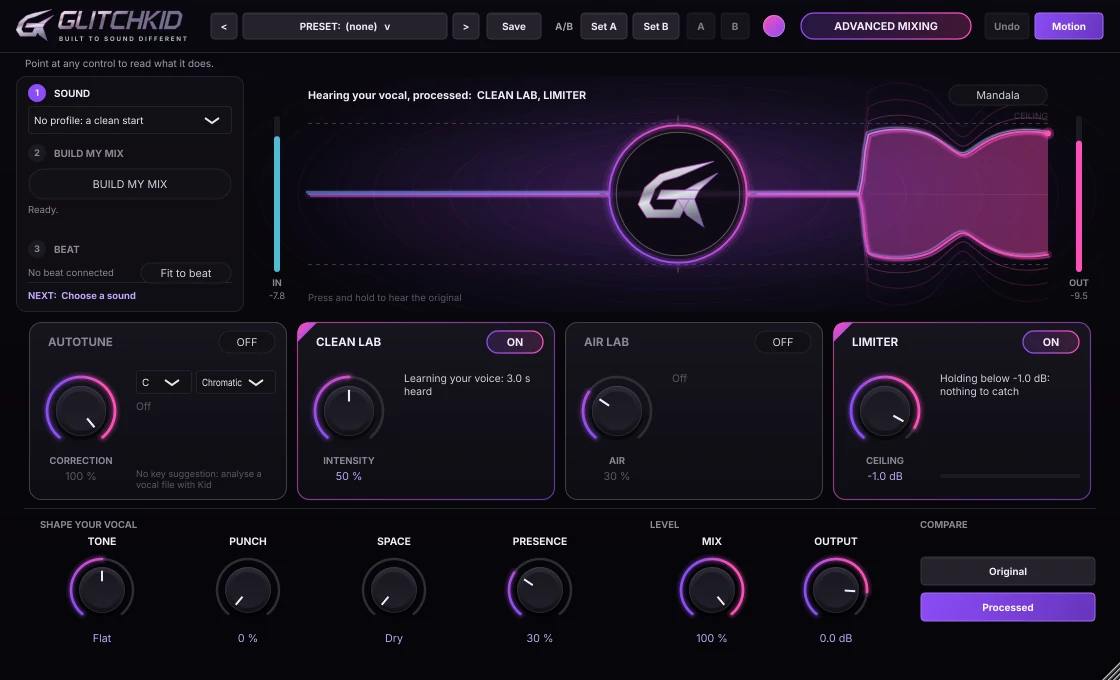 GLITCHKID
BUILT TO SOUND DIFFERENT
< PRESET: (none) v > Save A/B Set A Set B A B ADVANCED MIXING Undo Motion
Point at any control to read what it does.
1 SOUND
No profile: a clean start
2 BUILD MY MIX
BUILD MY MIX
Ready.
3 BEAT
No beat connected Fit to beat
NEXT: Choose a sound
Hearing your vocal, processed: CLEAN LAB, LIMITER
Mandala
CEILING
IN
-7.8
Press and hold to hear the original
OUT
-9.5
AUTOTUNE OFF
C Chromatic
Off
CORRECTION
100 %
No key suggestion: analyse a
vocal file with Kid
CLEAN LAB ON
Learning your voice: 3.0 s
heard
INTENSITY
50 %
AIR LAB OFF
Off
AIR
30 %
LIMITER ON
Holding below -1.0 dB:
nothing to catch
CEILING
-1.0 dB
SHAPE YOUR VOCAL LEVEL COMPARE
TONE PUNCH SPACE PRESENCE MIX OUTPUT
Original
Processed
Flat 0 % Dry 30 % 100 % 0.0 dB